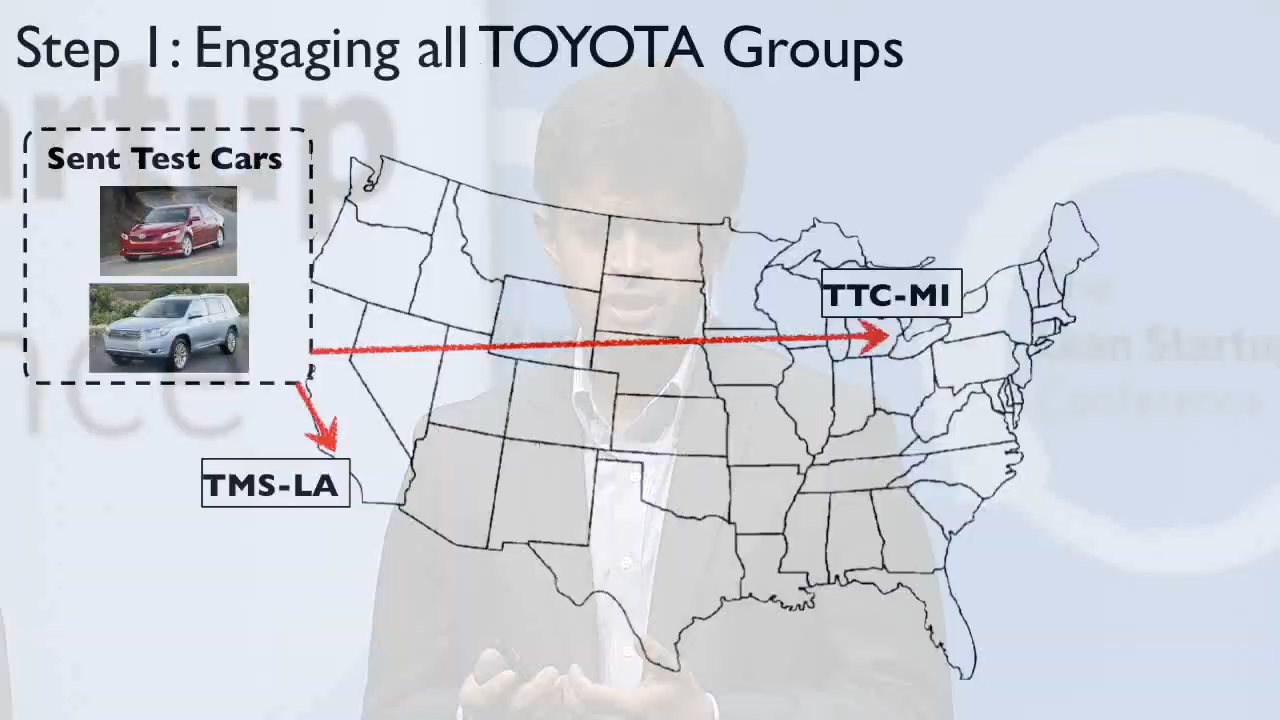 Step 1: Engaging all TOYOTA Groups
Sent Test Cars
TTC-MI
TMS-LA